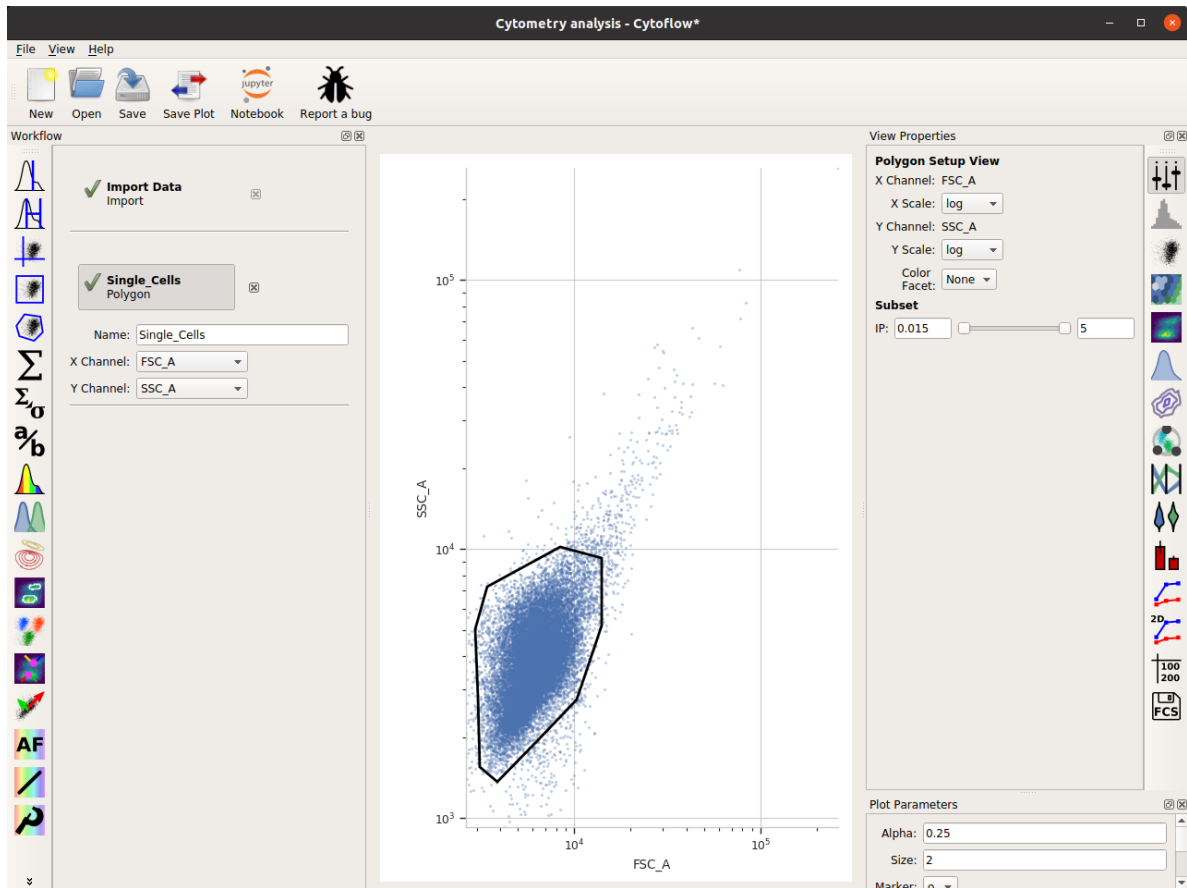 Cytometry analysis - Cytoflow*
File View Help
New Open Save Save Plot Notebook Report a bug
jupyter
Workflow
Import Data
Import
Single_Cells
Polygon
Name: Single_Cells
X Channel: FSC_A
Y Channel: SSC_A
Σ
Σ,σ
a/b
AF
10⁵
10⁴
10³
SSC_A
10⁴ 10⁵
FSC_A
View Properties
Polygon Setup View
X Channel: FSC_A
X Scale: log
Y Channel: SSC_A
Y Scale: log
Color
Facet: None
Subset
IP: 0.015 5
2D
100
200
FCS
Plot Parameters
Alpha: 0.25
Size: 2
Marker: o